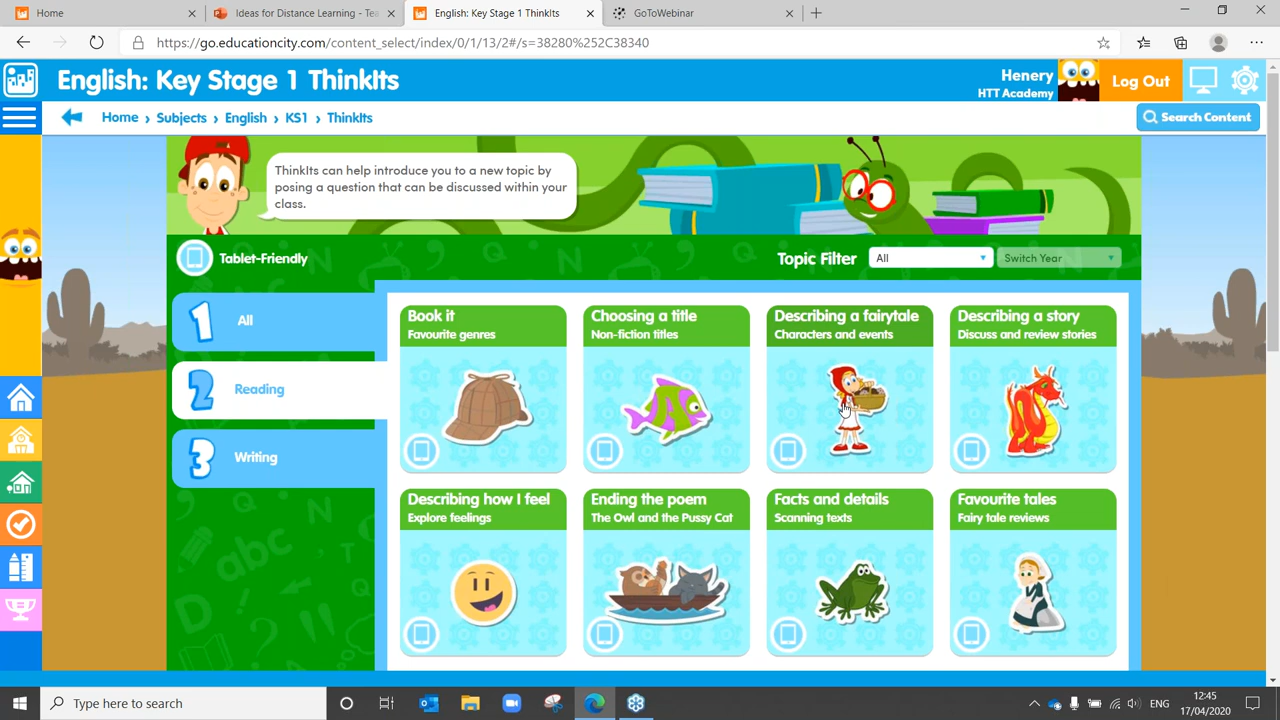 Home
Ideas for Distance Learning - Tea
English: Key Stage 1 ThinkIts
GoToWebinar
https://go.educationcity.com/content_select/index/0/1/13/2#/s=38280%252C38340
English: Key Stage 1 ThinkIts
Henery
HTT Academy
Log Out
Home › Subjects › English › KS1 › ThinkIts
Search Content
ThinkIts can help introduce you to a new topic by
posing a question that can be discussed within your
class.
Tablet-Friendly
Topic Filter
All
Switch Year
1 All
2 Reading
3 Writing
Book it
Favourite genres
Choosing a title
Non-fiction titles
Describing a fairytale
Characters and events
Describing a story
Discuss and review stories
Describing how I feel
Explore feelings
Ending the poem
The Owl and the Pussy Cat
Facts and details
Scanning texts
Favourite tales
Fairy tale reviews
abc
Type here to search
ENG
12:45
17/04/2020